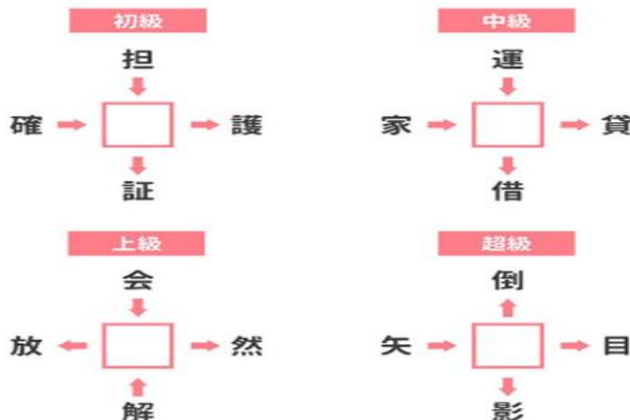 初級
担
確 護
証
中級
運
家 貸
借
上級
会
放 然
解
超級
倒
矢 目
影